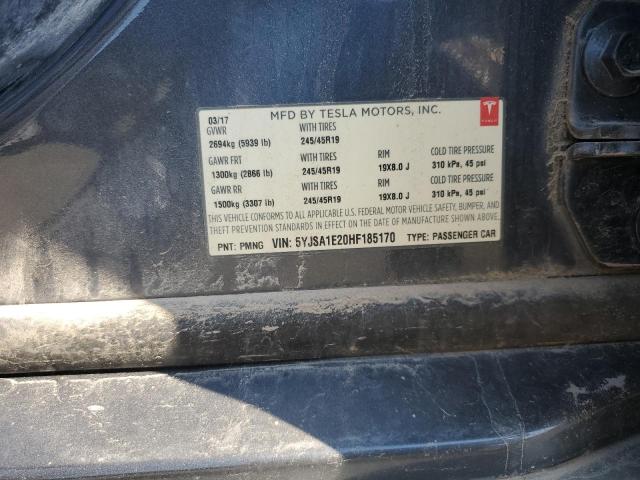 03/17 MFD BY TESLA MOTORS, INC.
GVWR WITH TIRES
2694kg (5939 lb) 245/45R19
GAWR FRT WITH TIRES RIM COLD TIRE PRESSURE
1300kg (2866 lb) 245/45R19 19X8.0 J 310 kPa, 45 psi
GAWR RR WITH TIRES RIM COLD TIRE PRESSURE
1500kg (3307 lb) 245/45R19 19X8.0 J 310 kPa, 45 psi
THIS VEHICLE CONFORMS TO ALL APPLICABLE U.S. FEDERAL MOTOR VEHICLE SAFETY, BUMPER, AND
THEFT PREVENTION STANDARDS IN EFFECT ON THE DATE OF MANUFACTURE SHOWN ABOVE.
PNT: PMNG VIN: 5YJSA1E20HF185170 TYPE: PASSENGER CAR